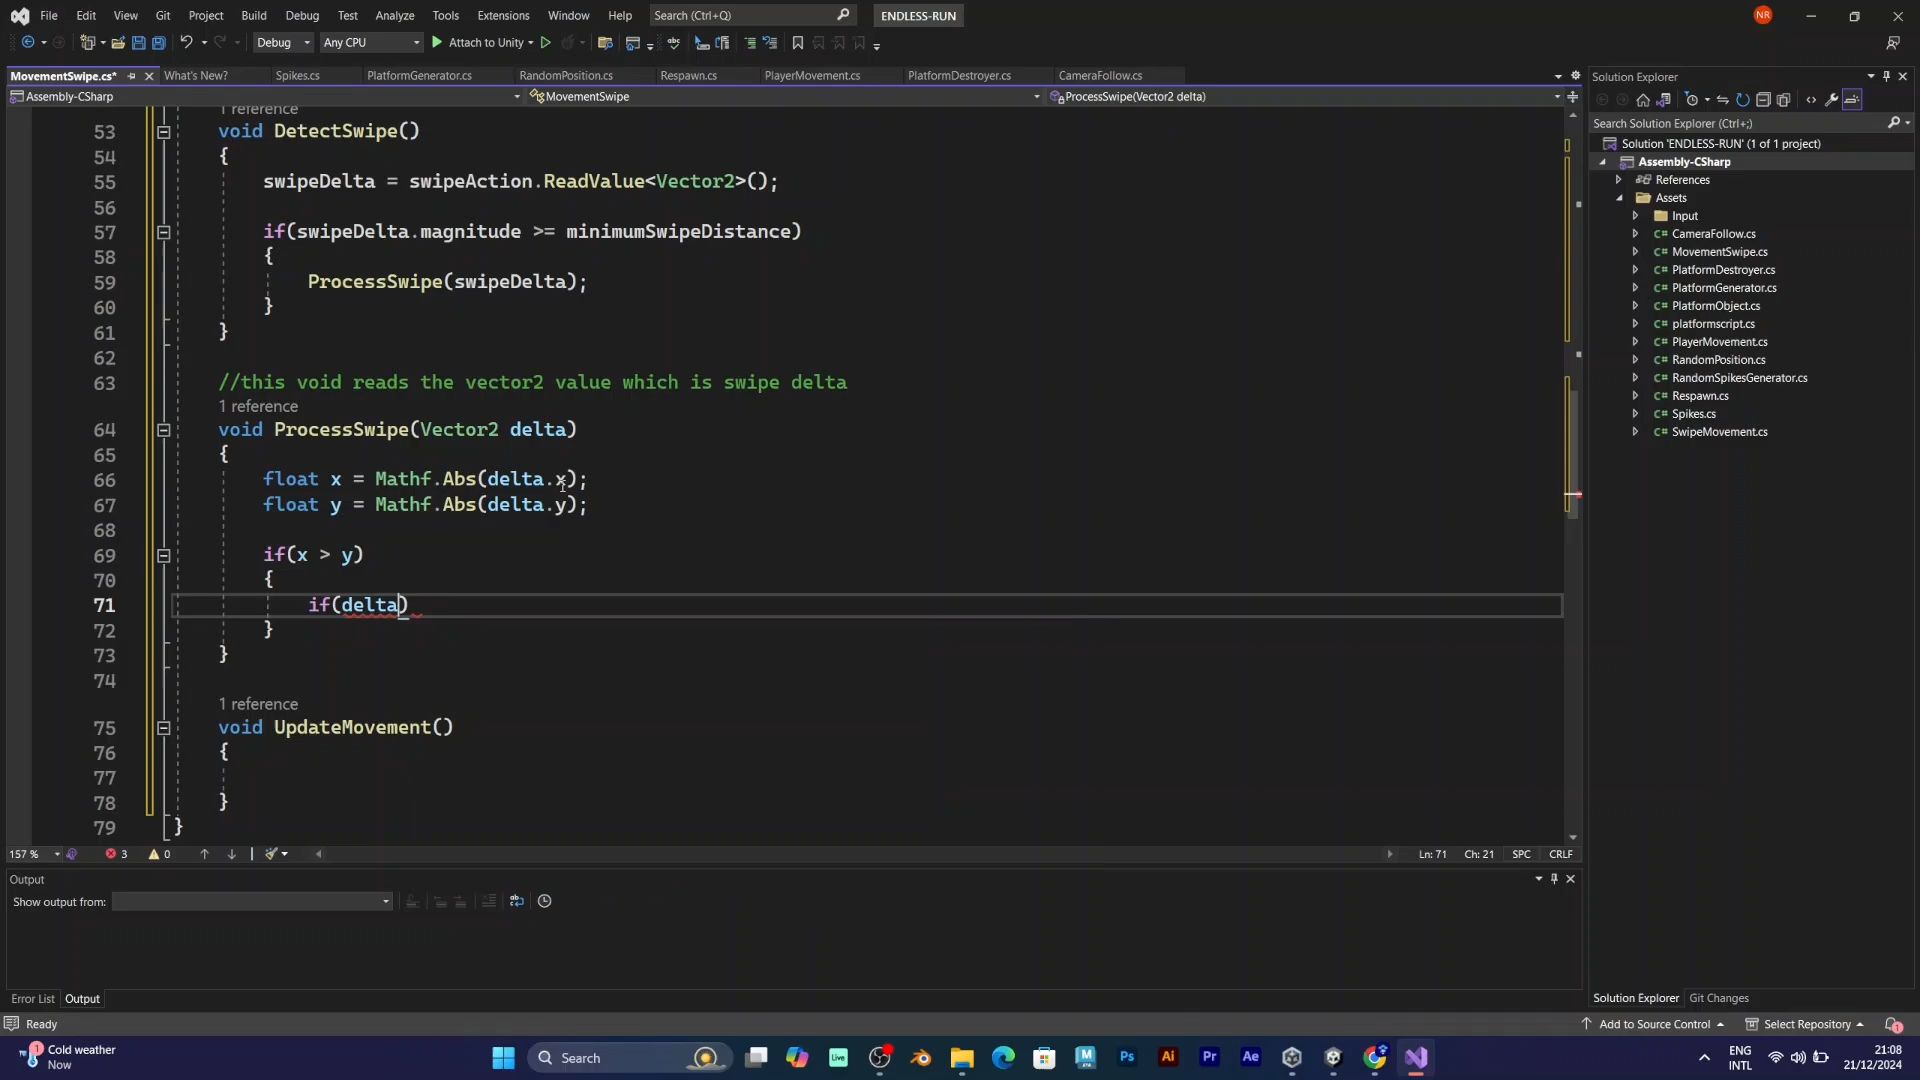 File Edit View Git Project Build Debug Test Analyze Tools Extensions Window Help Search (Ctrl+Q) ENDLESS-RUN NR
Debug Any CPU Attach to Unity
MovementSwipe.cs* What's New? Spikes.cs PlatformGenerator.cs RandomPosition.cs Respawn.cs PlayerMovement.cs PlatformDestroyer.cs CameraFollow.cs
Assembly-CSharp MovementSwipe ProcessSwipe(Vector2 delta)
1 reference
53 void DetectSwipe()
54 {
55 swipeDelta = swipeAction.ReadValue<Vector2>();
56
57 if(swipeDelta.magnitude >= minimumSwipeDistance)
58 {
59 ProcessSwipe(swipeDelta);
60 }
61 }
62
63 //this void reads the vector2 value which is swipe delta
1 reference
64 void ProcessSwipe(Vector2 delta)
65 {
66 float x = Mathf.Abs(delta.x);
67 float y = Mathf.Abs(delta.y);
68
69 if(x > y)
70 {
71 if(delta)
72 }
73 }
74
1 reference
75 void UpdateMovement()
76 {
77
78 }
79 }
157 % 3 0 Ln: 71 Ch: 21 SPC CRLF
Output
Show output from:
Error List Output
Ready
Solution Explorer
Search Solution Explorer (Ctrl+;)
Solution 'ENDLESS-RUN' (1 of 1 project)
Assembly-CSharp
References
Assets
Input
C# CameraFollow.cs
C# MovementSwipe.cs
C# PlatformDestroyer.cs
C# PlatformGenerator.cs
C# PlatformObject.cs
C# platformscript.cs
C# PlayerMovement.cs
C# RandomPosition.cs
C# RandomSpikesGenerator.cs
C# Respawn.cs
C# Spikes.cs
C# SwipeMovement.cs
Solution Explorer Git Changes
Add to Source Control Select Repository 1
1 Cold weather
Now
Search Live Ps Ai Pr Ae
ENG
INTL
21:08
21/12/2024